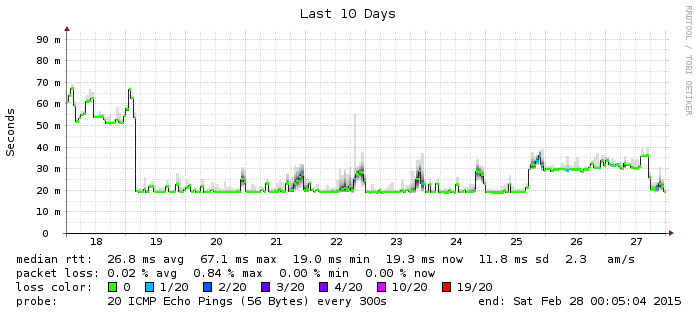 Last 10 Days
RRDTOOL / TOBI OETIKER
Seconds
90 m
80 m
70 m
60 m
50 m
40 m
30 m
20 m
10 m
0
18 19 20 21 22 23 24 25 26 27
median rtt: 26.8 ms avg 67.1 ms max 19.0 ms min 19.3 ms now 11.8 ms sd 2.3 am/s
packet loss: 0.02 % avg 0.84 % max 0.00 % min 0.00 % now
loss color: 0 1/20 2/20 3/20 4/20 10/20 19/20
probe: 20 ICMP Echo Pings (56 Bytes) every 300s end: Sat Feb 28 00:05:04 2015